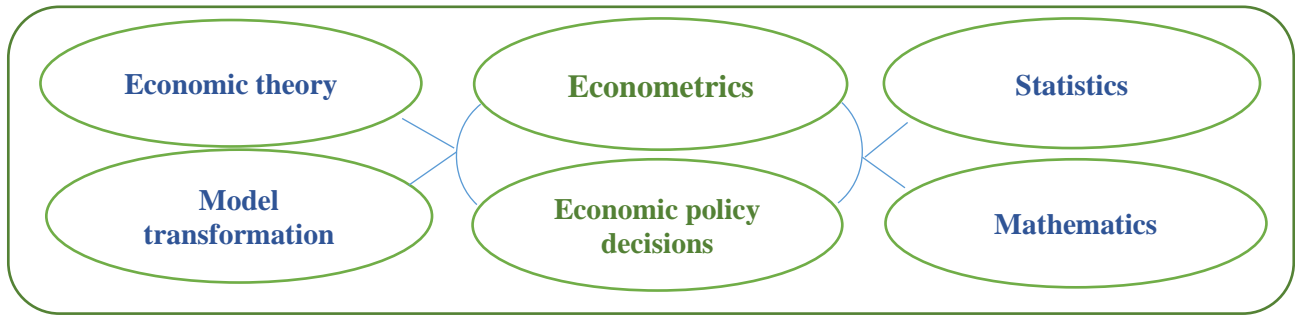 Economic theory
Econometrics
Statistics
Model
transformation
Economic policy
decisions
Mathematics